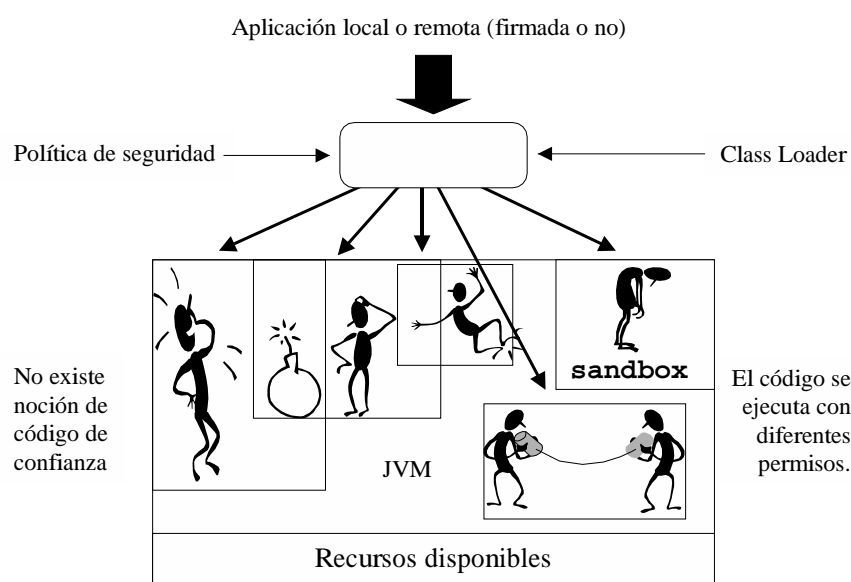 Aplicación local o remota (firmada o no)
Política de seguridad
Class Loader
sandbox
No existe
noción de
código de
confianza
JVM
El código se
ejecuta con
diferentes
permisos.
Recursos disponibles